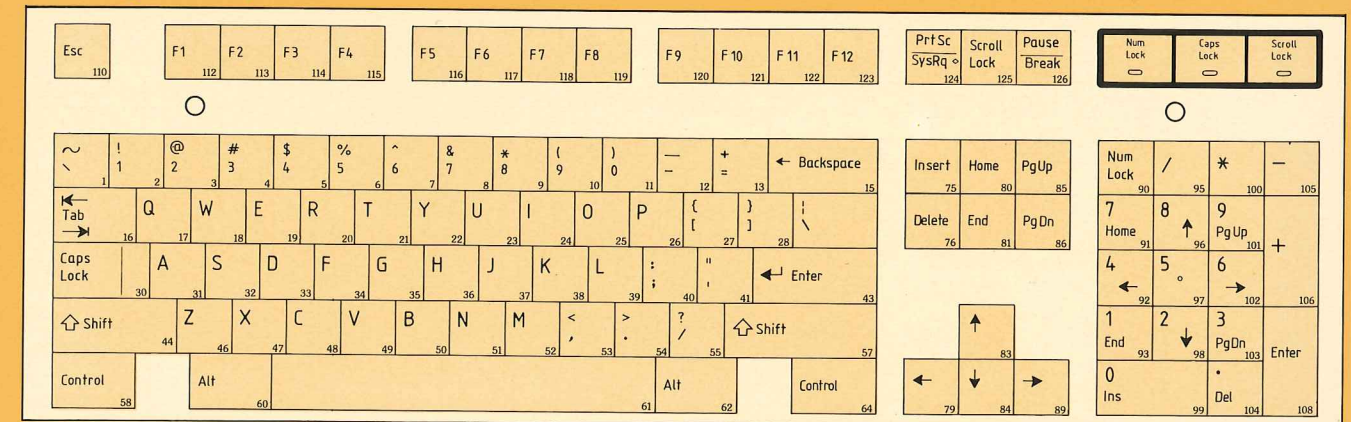 Esc F1 F2 F3 F4 F5 F6 F7 F8 F9 F10 F11 F12 PrtSc Scroll Pause Num Caps Scroll
SysRq Lock Break Lock Lock Lock
110 112 113 114 115 116 117 118 119 120 121 122 123 124 125 126
~ ! @ # $ % ^ & * ( ) — + ← Backspace Insert Home PgUp Num / * −
\ 1 2 3 4 5 6 7 8 9 0 - = Lock
1 2 3 4 5 6 7 8 9 10 11 12 13 15 75 80 85 90 95 100 105
Tab Q W E R T Y U I O P { } ¦ Delete End PgDn 7 8 ↑ 9 +
[ ] \ Home PgUp
16 17 18 19 20 21 22 23 24 25 26 27 28 76 81 86 91 96 101
Caps A S D F G H J K L : " ↵ Enter 4 5 6
Lock ; ' ← ° →
30 31 32 33 34 35 36 37 38 39 40 41 43 92 97 102 106
⇧ Shift Z X C V B N M < > ? ⇧ Shift ↑ 1 2 ↓ 3 Enter
, . / End PgDn
44 46 47 48 49 50 51 52 53 54 55 57 83 93 98 103
Control Alt Alt Control ← ↓ → 0 .
Ins Del
58 60 61 62 64 79 84 89 99 104 108